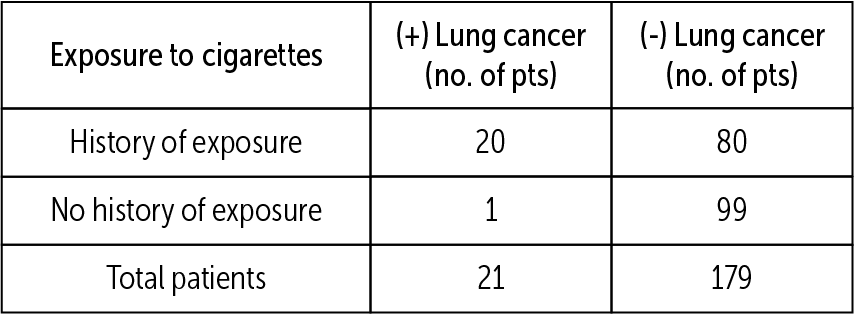 Exposure to cigarettes
(+) Lung cancer
(no. of pts)
(-) Lung cancer
(no. of pts)
History of exposure 20 80
No history of exposure 1 99
Total patients 21 179